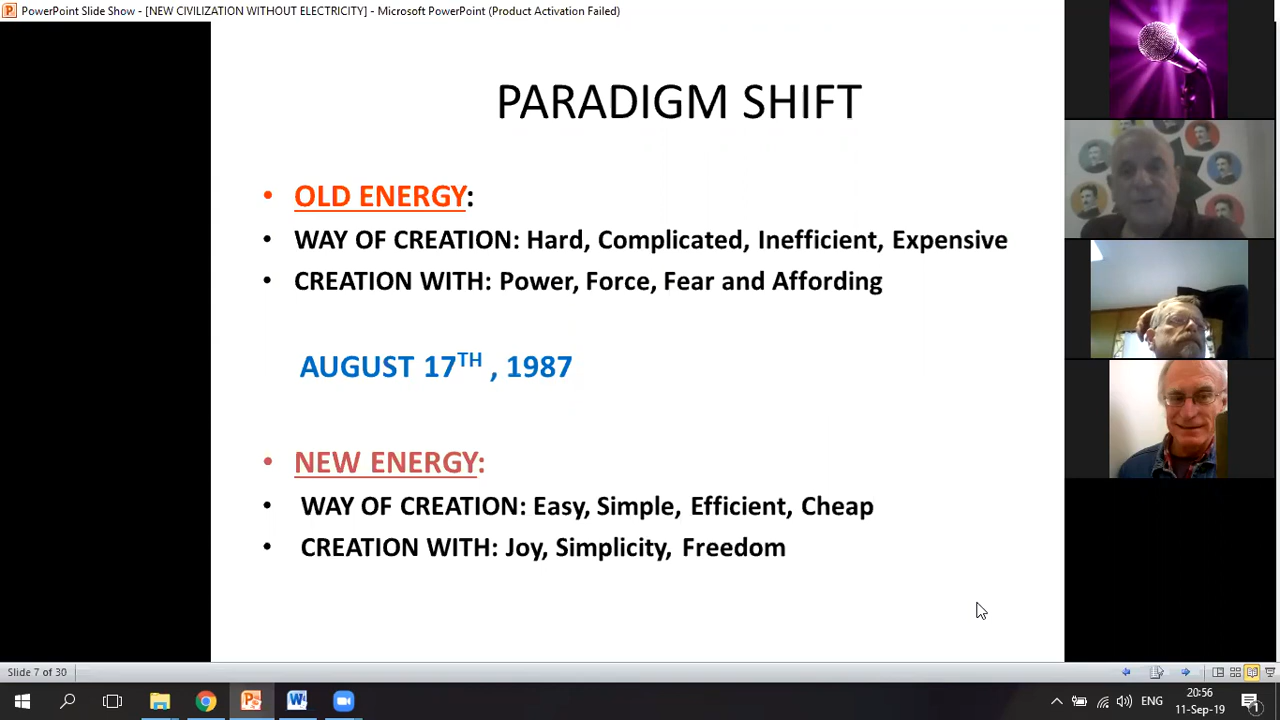 PowerPoint Slide Show - [NEW CIVILIZATION WITHOUT ELECTRICITY] - Microsoft PowerPoint (Product Activation Failed)
PARADIGM SHIFT
• OLD ENERGY:
• WAY OF CREATION: Hard, Complicated, Inefficient, Expensive
• CREATION WITH: Power, Force, Fear and Affording
AUGUST 17TH , 1987
• NEW ENERGY:
• WAY OF CREATION: Easy, Simple, Efficient, Cheap
• CREATION WITH: Joy, Simplicity, Freedom
Slide 7 of 30
ENG
20:56
11-Sep-19
1